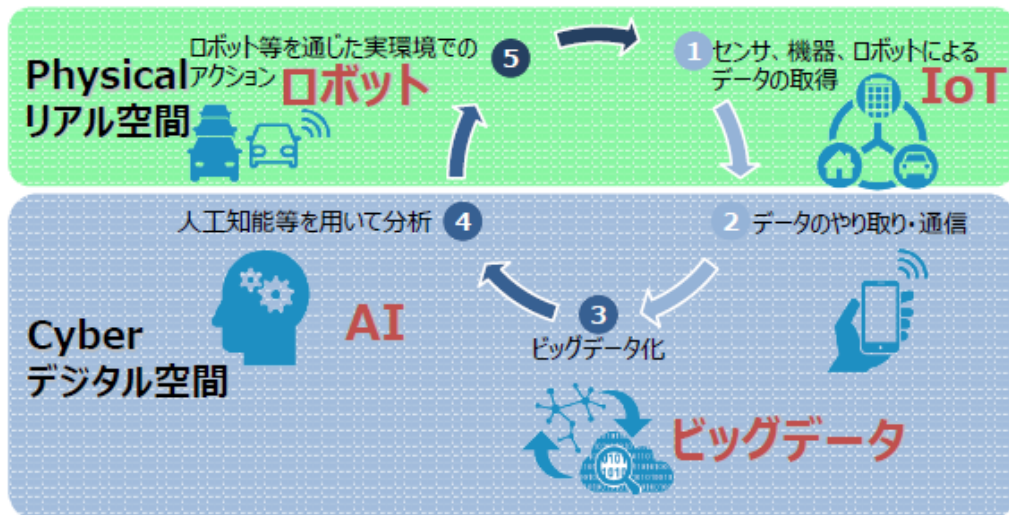 Physical
リアル空間
ロボット等を通じた実環境での
アクション
ロボット
5
1
センサ、機器、ロボットによる
データの取得
IoT
人工知能等を用いて分析
4
2
データのやり取り・通信
AI
3
ビッグデータ化
Cyber
デジタル空間
ビッグデータ
0101
1010